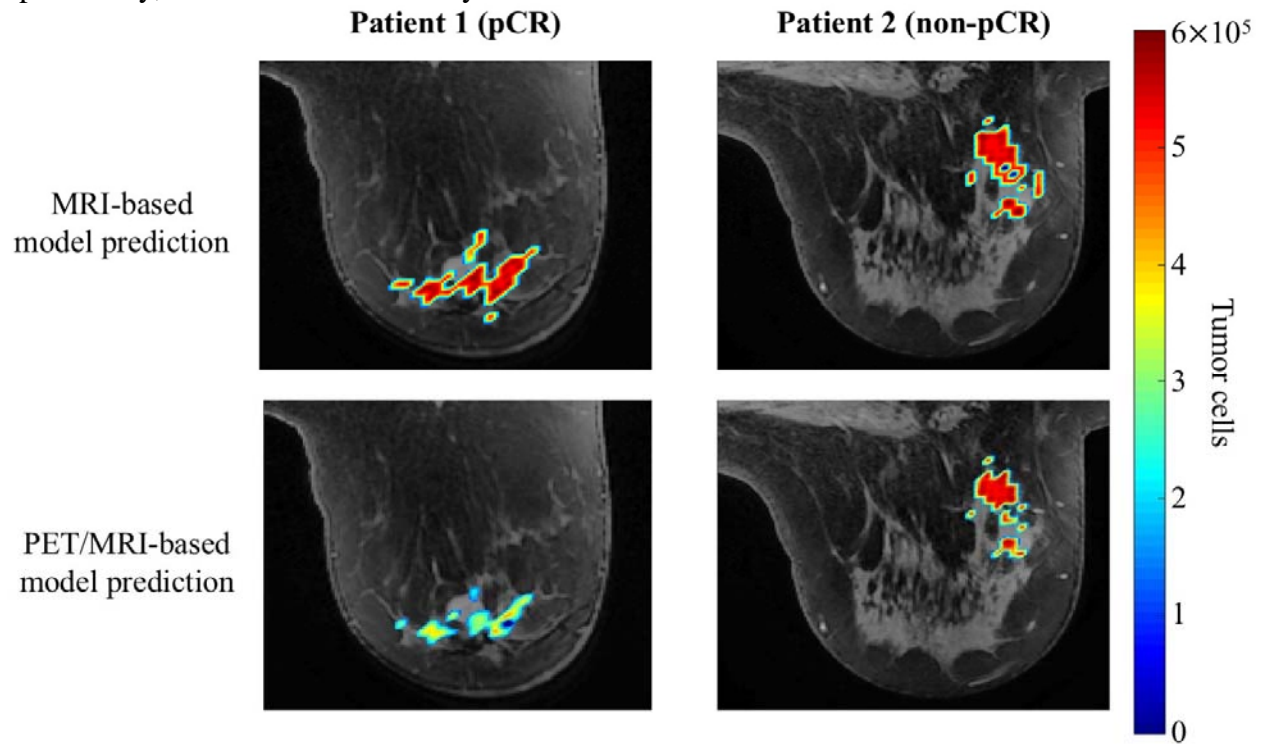 Patient 1 (pCR)
Patient 2 (non-pCR)
6×10⁵
5
4
3
2
1
0
Tumor cells
MRI-based
model prediction
PET/MRI-based
model prediction